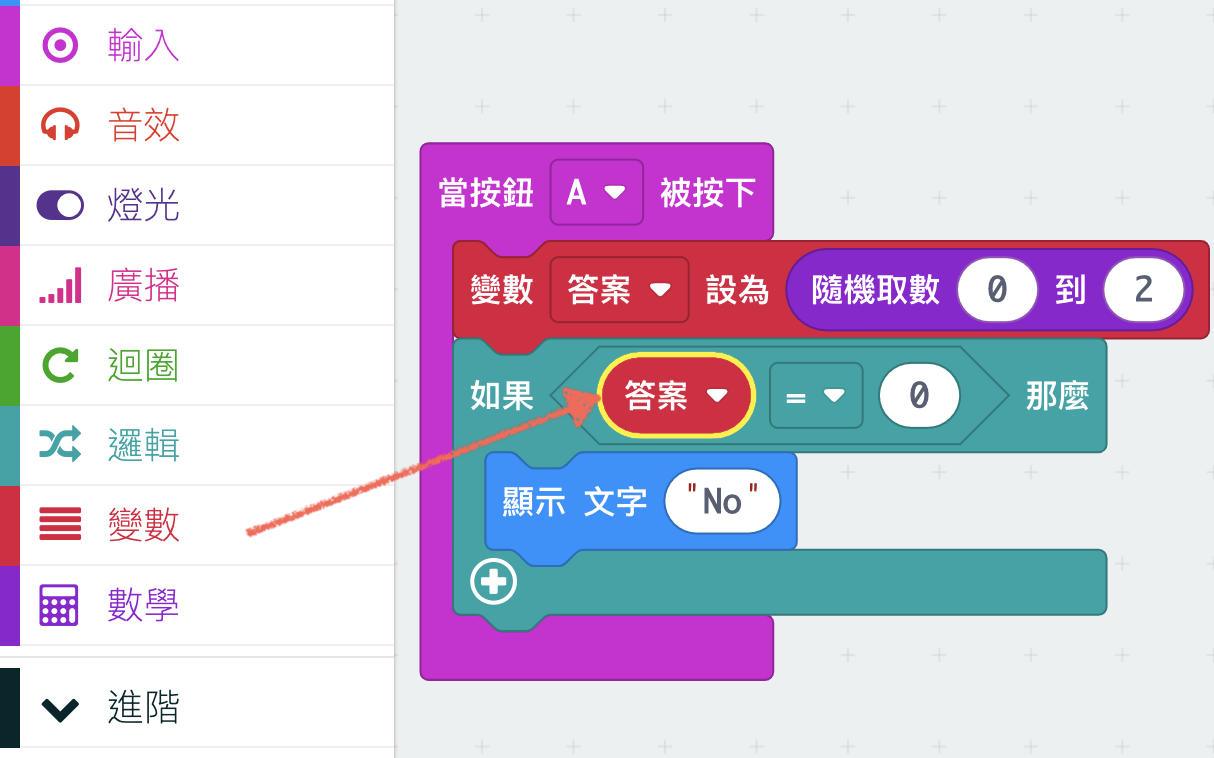 輸入
音效
燈光
廣播
迴圈
邏輯
變數
數學
進階
當按鈕 A 被按下
變數 答案 設為 隨機取數 0 到 2
如果 答案 = 0 那麼
顯示 文字 "No"